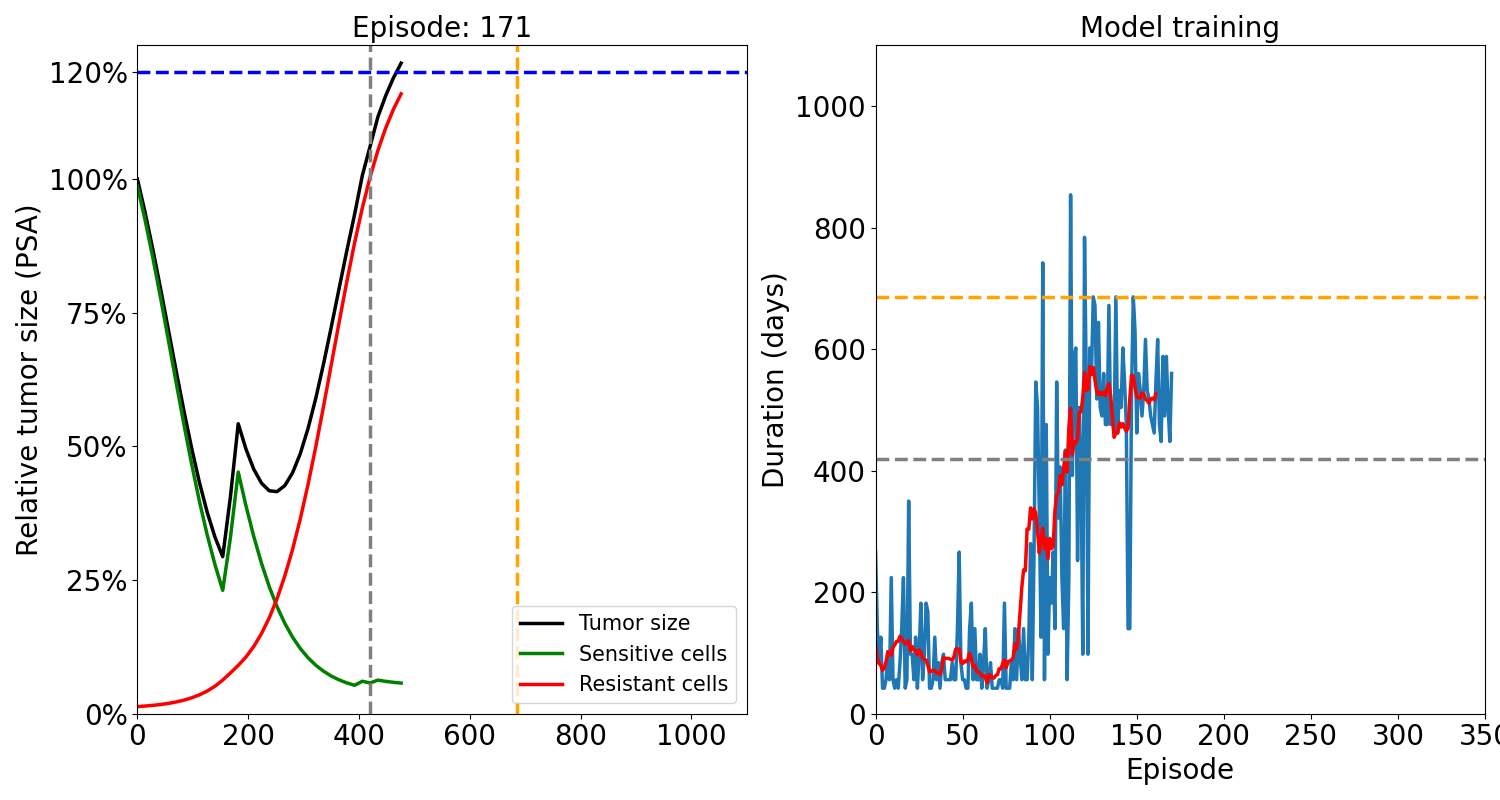 Episode: 171
Relative tumor size (PSA)
120%
100%
75%
50%
25%
0%
0 200 400 600 800 1000
Tumor size
Sensitive cells
Resistant cells
Model training
Duration (days)
1000
800
600
400
200
0
0 50 100 150 200 250 300 350
Episode